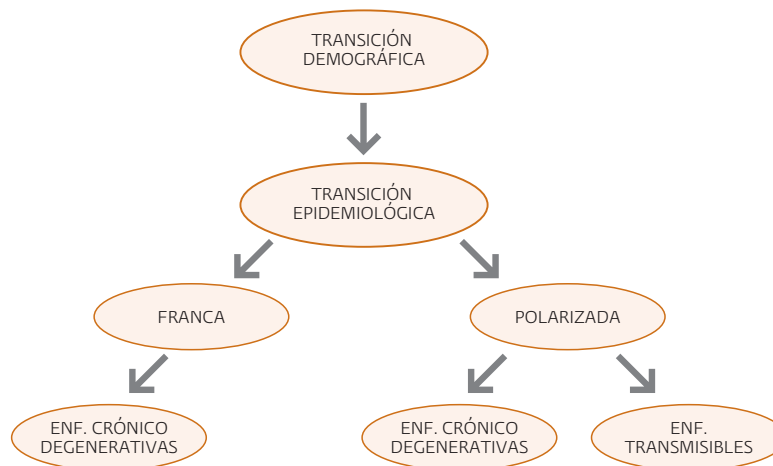 TRANSICIÓN
DEMOGRÁFICA
TRANSICIÓN
EPIDEMIOLÓGICA
FRANCA
POLARIZADA
ENF. CRÓNICO
DEGENERATIVAS
ENF. CRÓNICO
DEGENERATIVAS
ENF.
TRANSMISIBLES